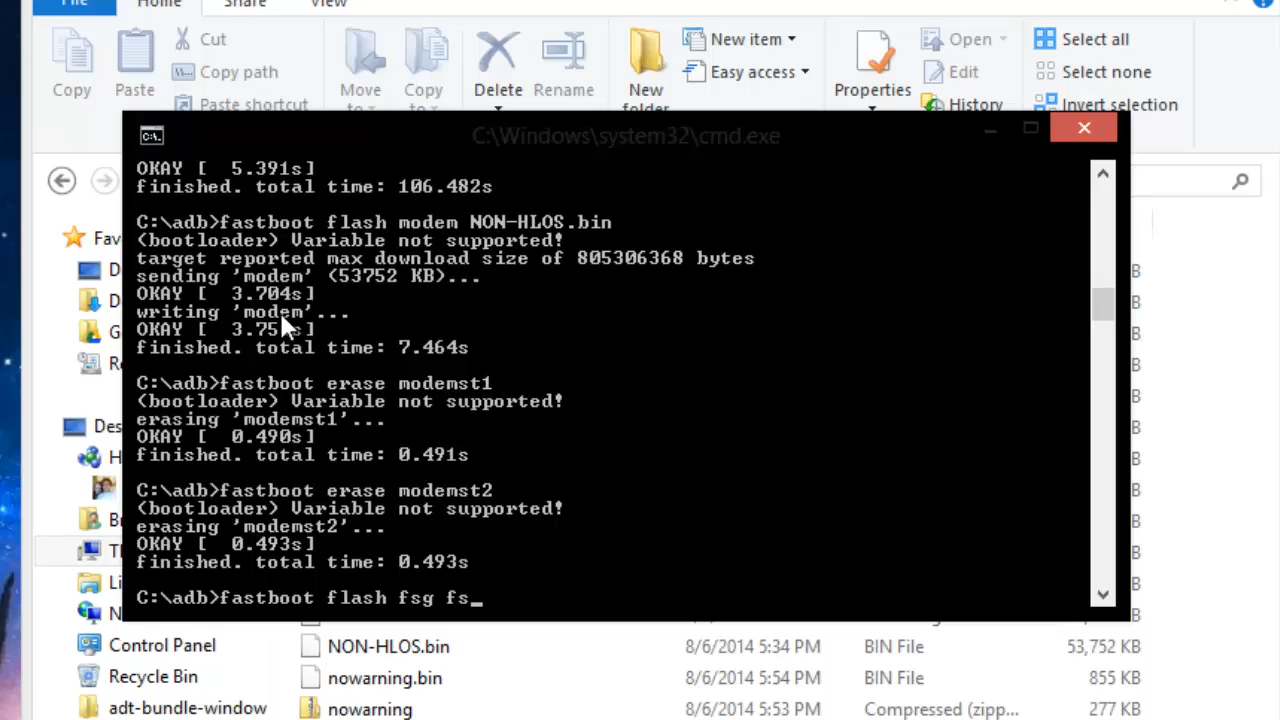 File Home Share View
Cut
Copy path
Paste shortcut
Copy Paste Move to Copy to Delete Rename New folder
New item
Easy access
Properties
Open
Edit
History
Select all
Select none
Invert selection
C:\Windows\system32\cmd.exe
OKAY [  5.391s]
finished. total time: 106.482s
C:\adb>fastboot flash modem NON-HLOS.bin
(bootloader) Variable not supported!
target reported max download size of 805306368 bytes
sending 'modem' (53752 KB)...
OKAY [  3.704s]
writing 'modem'...
OKAY [  3.75 s]
finished. total time: 7.464s
C:\adb>fastboot erase modemst1
(bootloader) Variable not supported!
erasing 'modemst1'...
OKAY [  0.490s]
finished. total time: 0.491s
C:\adb>fastboot erase modemst2
(bootloader) Variable not supported!
erasing 'modemst2'...
OKAY [  0.493s]
finished. total time: 0.493s
C:\adb>fastboot flash fsg fs_
Fav
D
D
G
Re
Des
H
Br
Tl
Li
N
Control Panel
Recycle Bin
adt-bundle-window
NON-HLOS.bin 8/6/2014 5:34 PM BIN File 53,752 KB
nowarning.bin 8/6/2014 5:54 PM BIN File 855 KB
nowarning 8/6/2014 5:53 PM Compressed (zipp... 277 KB